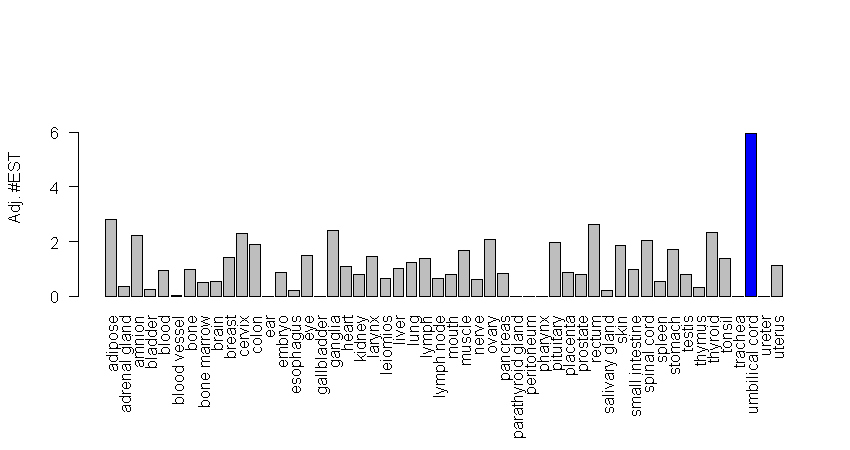 Adj. #EST
6
4
2
0
adipose
adrenal gland
amnion
bladder
blood
blood vessel
bone
bone marrow
brain
breast
cervix
colon
ear
embryo
esophagus
eye
gallbladder
ganglia
heart
kidney
larynx
leiomios
liver
lung
lymph
lymph node
mouth
muscle
nerve
ovary
pancreas
parathyroid gland
peritoneum
pharynx
pituitary
placenta
prostate
rectum
salivary gland
skin
small intestine
spinal cord
spleen
stomach
testis
thymus
thyroid
tonsil
trachea
umbilical cord
ureter
uterus